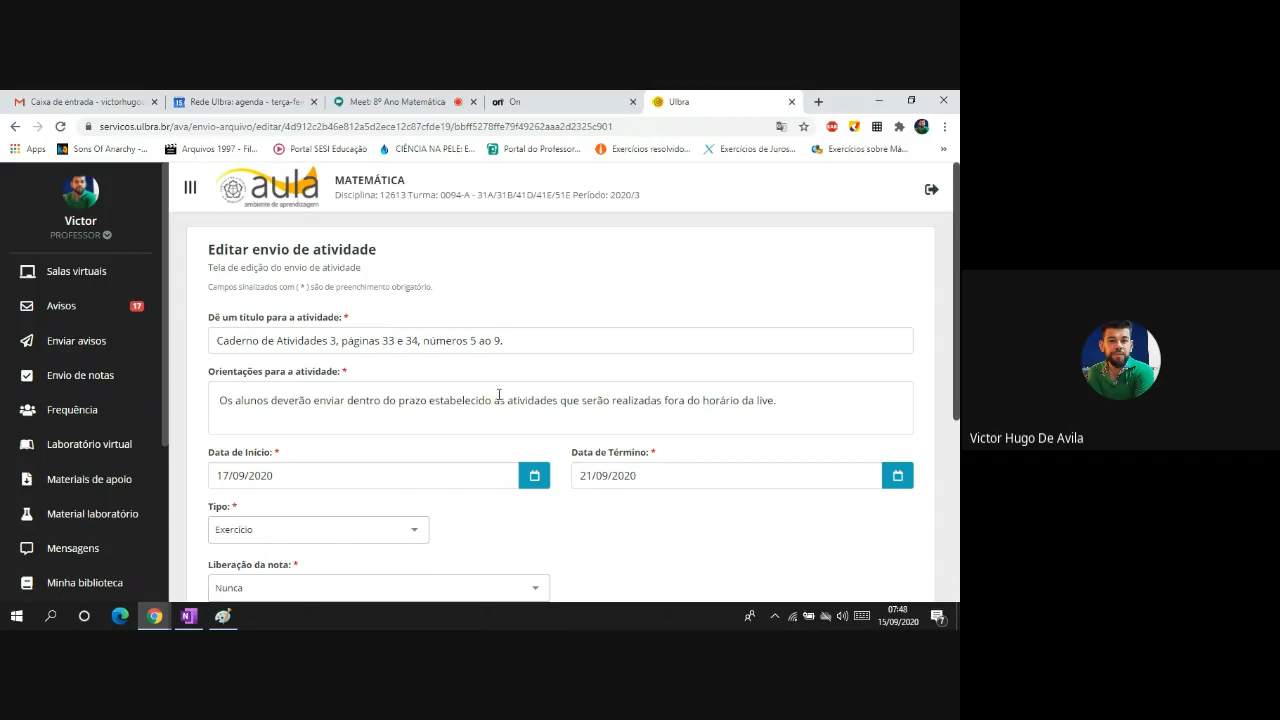 Caixa de entrada - victorhugo
Rede Ulbra: agenda - terça-fe
Meet: 8º Ano Matemática
On
Ulbra
servicos.ulbra.br/ava/envio-arquivo/editar/4d912c2b46e812a5d2ece12c87cfde19/bbff5278ffe79f49262aaa2d2325c901
Apps
Sons Of Anarchy -...
Arquivos 1997 - Fil...
Portal SESI Educação
CIÊNCIA NA PELE: E...
Portal do Professor...
Exercícios resolvido...
Exercícios de Juros...
Exercícios sobre Má...
»
Victor
PROFESSOR
Salas virtuais
Avisos
17
Enviar avisos
Envio de notas
Frequência
Laboratório virtual
Materiais de apoio
Material laboratório
Mensagens
Minha biblioteca
aula
ambiente de aprendizagem
MATEMÁTICA
Disciplina: 12613 Turma: 0094-A - 31A/31B/41D/41E/51E Período: 2020/3
Editar envio de atividade
Tela de edição do envio de atividade
Campos sinalizados com ( * ) são de preenchimento obrigatório.
Dê um título para a atividade: *
Caderno de Atividades 3, páginas 33 e 34, números 5 ao 9.
Orientações para a atividade: *
Os alunos deverão enviar dentro do prazo estabelecido as atividades que serão realizadas fora do horário da live.
Data de Início: *
17/09/2020
Data de Término: *
21/09/2020
Tipo: *
Exercício
Liberação da nota: *
Nunca
07:48
15/09/2020
7
Victor Hugo De Avila